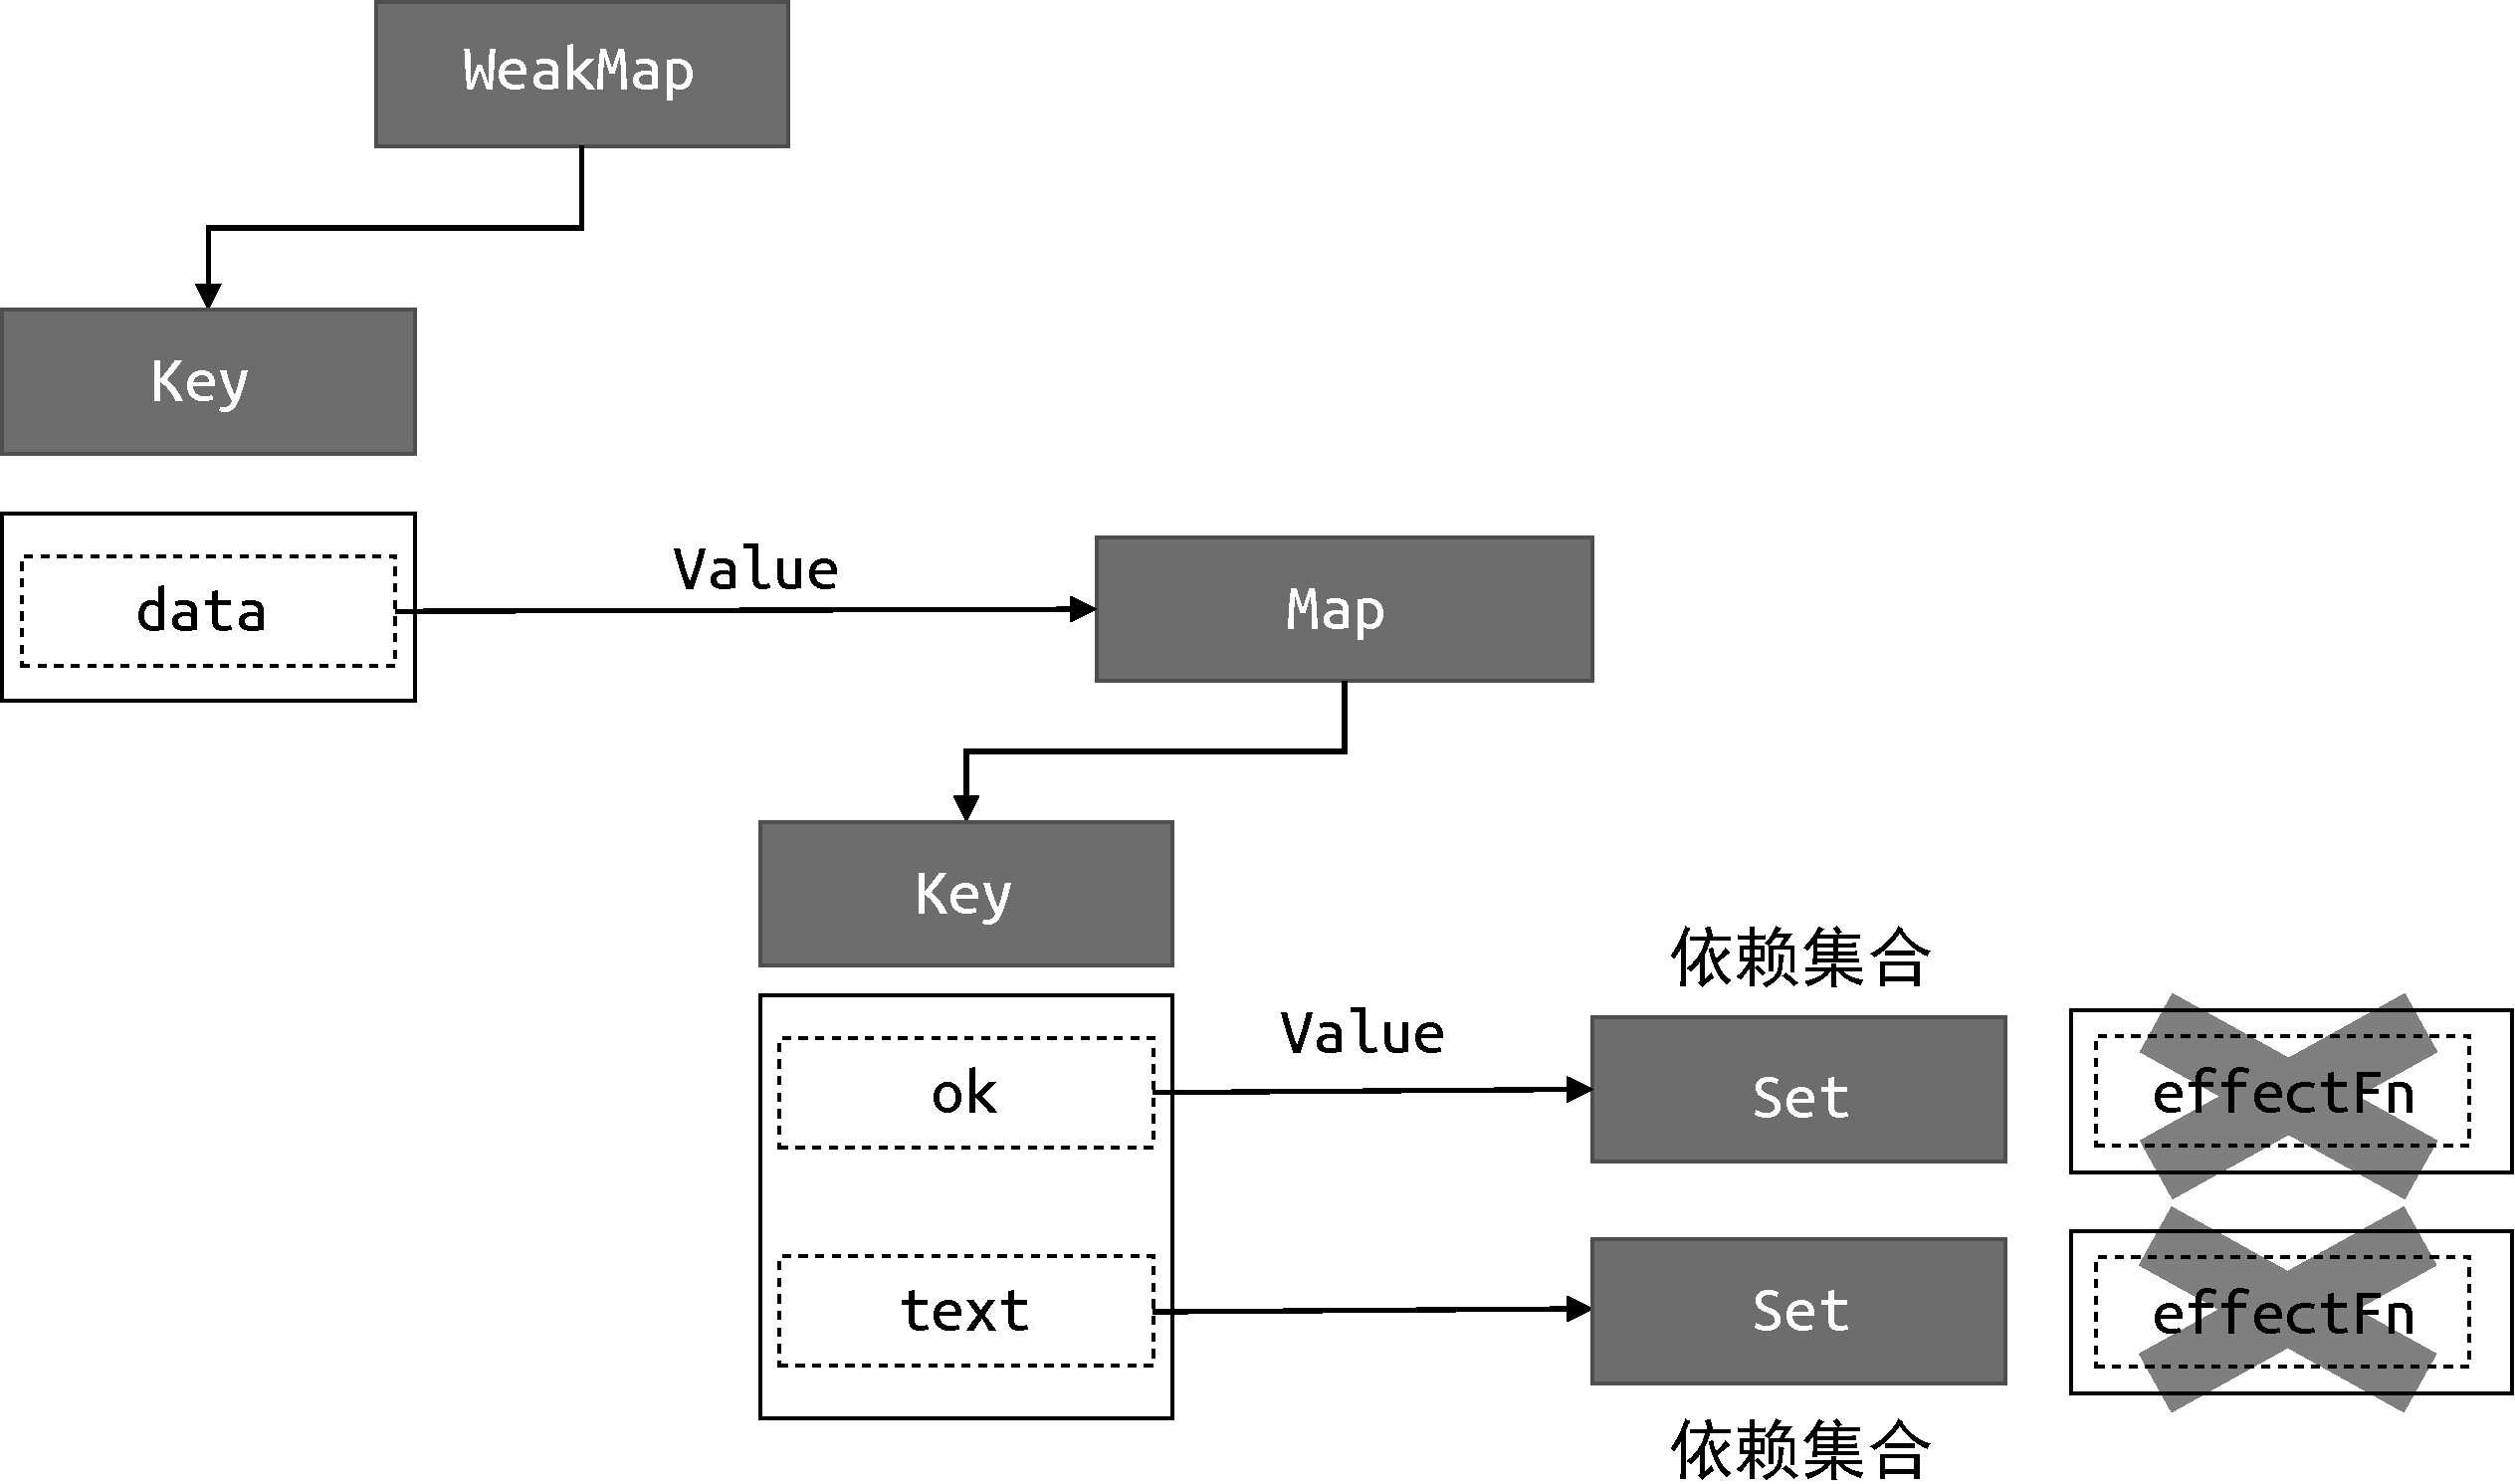 WeakMap
Key
data
Value
Map
Key
依赖集合
ok
Value
Set
effectFn
text
Set
effectFn
依赖集合